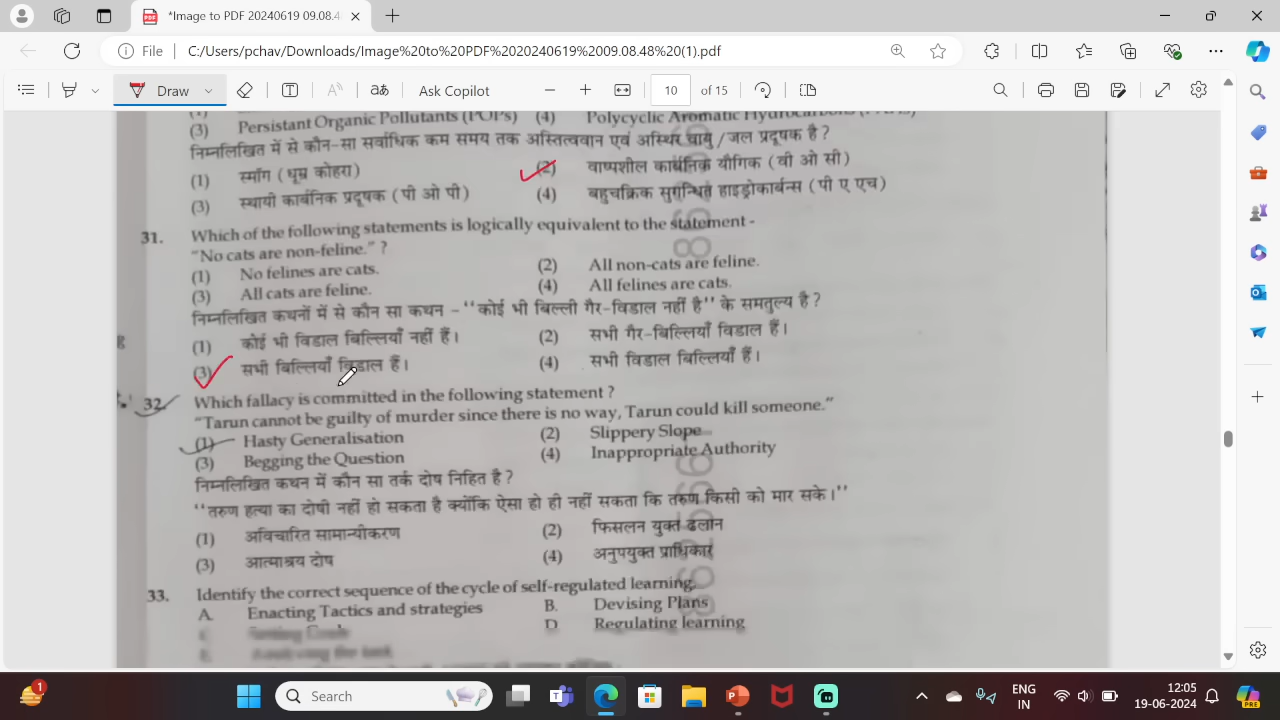 *Image to PDF 20240619 09.08.4
File
C:/Users/pchav/Downloads/Image%20to%20PDF%2020240619%2009.08.48%20(1).pdf
Draw
Ask Copilot
10 of 15
(3) Persistant Organic Pollutants (POPs) (4) Polycyclic Aromatic Hydrocarbons
निम्नलिखित में से कौन-सा सर्वाधिक कम समय तक अस्तित्ववान एवं अस्थिर वायु/जल प्रदूषक है?
(1) स्मॉग (धूम्र कोहरा) (2) वाष्पशील कार्बनिक यौगिक (वी ओ सी)
(3) स्थायी कार्बनिक प्रदूषक (पी ओ पी) (4) बहुचक्रिक सुगन्धित हाइड्रोकार्बन्स (पी ए एच)
31. Which of the following statements is logically equivalent to the statement -
"No cats are non-feline." ?
(1) No felines are cats. (2) All non-cats are feline.
(3) All cats are feline. (4) All felines are cats.
निम्नलिखित कथनों में से कौन सा कथन - "कोई भी बिल्ली गैर-विडाल नहीं है" के समतुल्य है?
(1) कोई भी विडाल बिल्लियाँ नहीं हैं। (2) सभी गैर-बिल्लियाँ विडाल हैं।
(3) सभी बिल्लियाँ विडाल हैं। (4) सभी विडाल बिल्लियाँ हैं।
32. Which fallacy is committed in the following statement ?
"Tarun cannot be guilty of murder since there is no way, Tarun could kill someone."
(1) Hasty Generalisation (2) Slippery Slope
(3) Begging the Question (4) Inappropriate Authority
निम्नलिखित कथन में कौन सा तर्क दोष निहित है?
"तरुण हत्या का दोषी नहीं हो सकता है क्योंकि ऐसा हो ही नहीं सकता कि तरुण किसी को मार सके।"
(1) अविचारित सामान्यीकरण (2) फिसलन युक्त ढलान
(3) आत्माश्रय दोष (4) अनुपयुक्त प्राधिकार
33. Identify the correct sequence of the cycle of self-regulated learning.
A. Enacting Tactics and strategies B. Devising Plans
D Regulating learning
Search
ENG
IN
12:05
19-06-2024